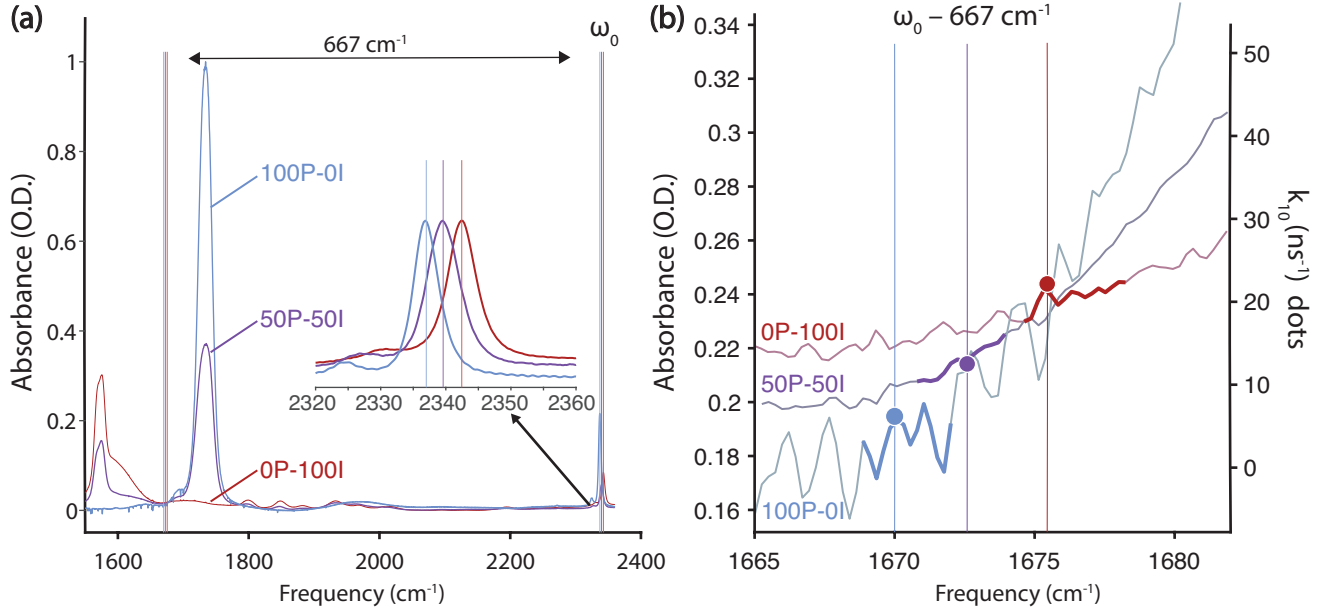 (a)
ω₀
667 cm⁻¹
1
0.8
0.6
0.4
0.2
0
Absorbance (O.D.)
100P-0I
50P-50I
0P-100I
2320 2330 2340 2350 2360
1600 1800 2000 2200 2400
Frequency (cm⁻¹)
(b)
ω₀ – 667 cm⁻¹
0.34
0.32
0.3
0.28
0.26
0.24
0.22
0.2
0.18
0.16
Absorbance (O.D.)
0P-100I
50P-50I
100P-0I
50
40
30
20
10
0
k₁₀ (ns⁻¹) dots
1665 1670 1675 1680
Frequency (cm⁻¹)